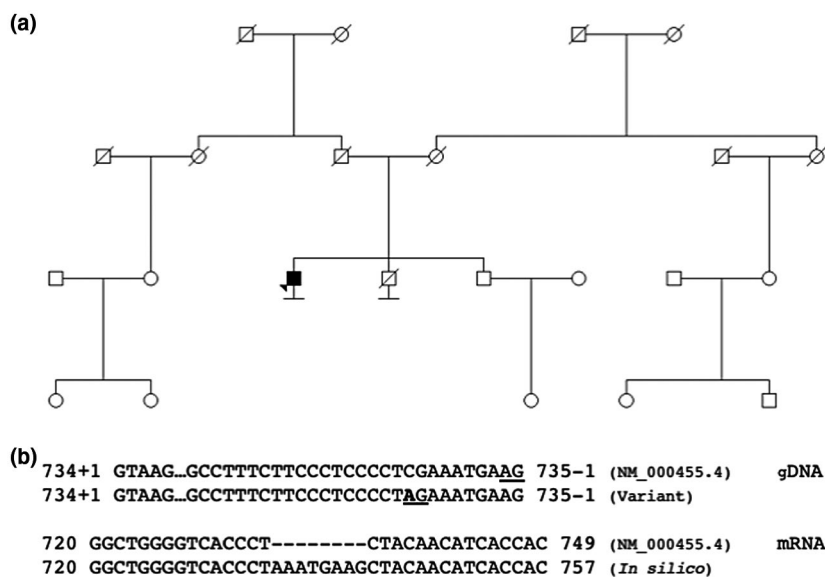 (a)
(b)
734+1 GTAAG…GCCTTTCTTCCCTCCCCTCGAAATGAAG 735-1 (NM_000455.4) gDNA
734+1 GTAAG…GCCTTTCTTCCCTCCCCTAGAAATGAAG 735-1 (Variant)
720 GGCTGGGGTCACCCT--------CTACAACATCACCAC 749 (NM_000455.4) mRNA
720 GGCTGGGGTCACCCTAAATGAAGCTACAACATCACCAC 757 (In silico)